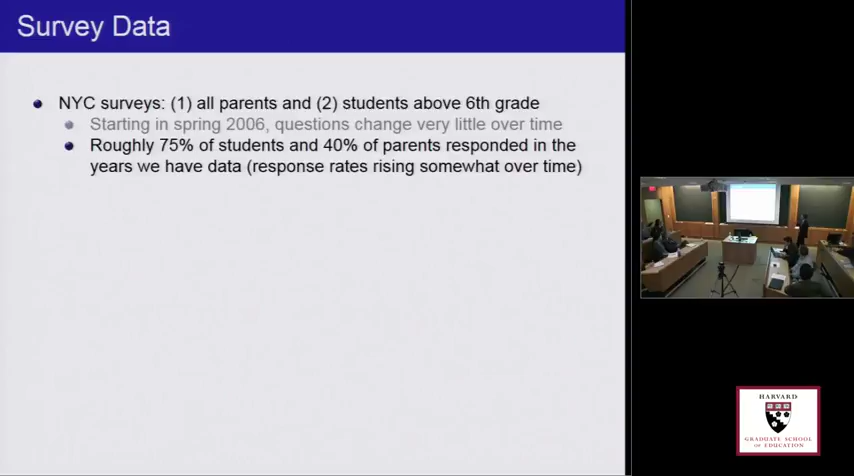 Survey Data
NYC surveys: (1) all parents and (2) students above 6th grade
Starting in spring 2006, questions change very little over time
Roughly 75% of students and 40% of parents responded in the
years we have data (response rates rising somewhat over time)
HARVARD
GRADUATE SCHOOL
OF EDUCATION